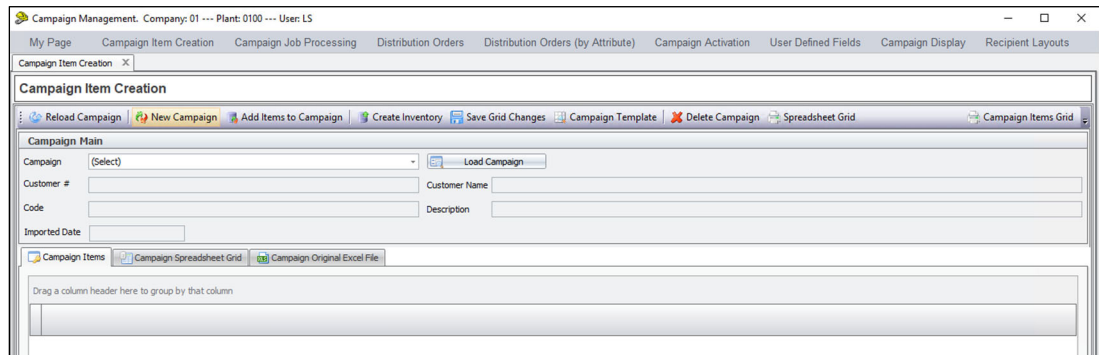 Campaign Management. Company: 01 --- Plant: 0100 --- User: LS
My Page Campaign Item Creation Campaign Job Processing Distribution Orders Distribution Orders (by Attribute) Campaign Activation User Defined Fields Campaign Display Recipient Layouts
Campaign Item Creation X
Campaign Item Creation
Reload Campaign New Campaign Add Items to Campaign Create Inventory Save Grid Changes Campaign Template Delete Campaign Spreadsheet Grid Campaign Items Grid
Campaign Main
Campaign (Select) Load Campaign
Customer # Customer Name
Code Description
Imported Date
Campaign Items Campaign Spreadsheet Grid Campaign Original Excel File
Drag a column header here to group by that column